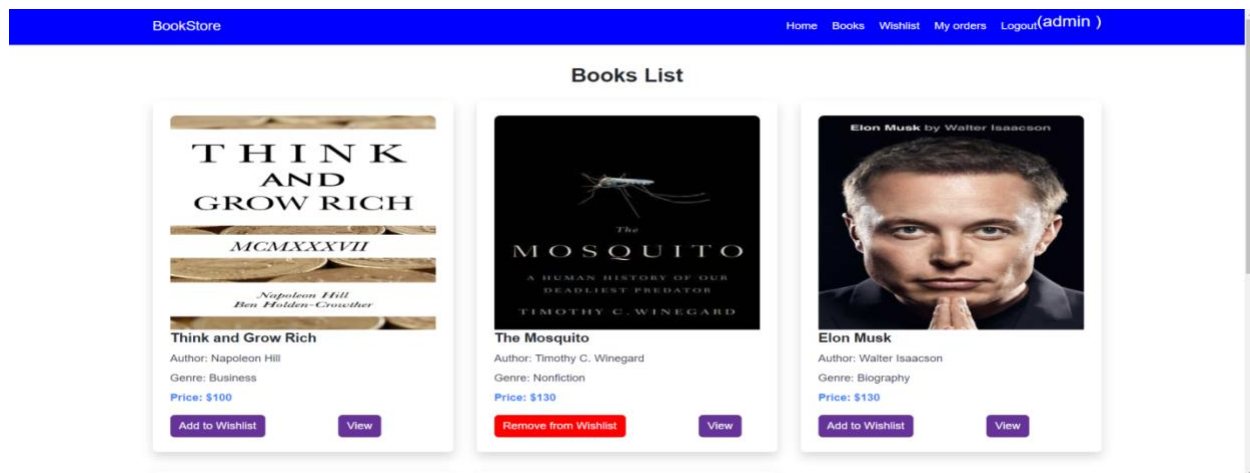 BookStore
Home Books Wishlist My orders Logout(admin )
Books List
THINK
AND
GROW RICH
MCMXXXVII
Napoleon Hill
Ben Holden-Crowther
Think and Grow Rich
Author: Napoleon Hill
Genre: Business
Price: $100
Add to Wishlist View
The
MOSQUITO
A HUMAN HISTORY OF OUR
DEADLIEST PREDATOR
TIMOTHY C. WINEGARD
The Mosquito
Author: Timothy C. Winegard
Genre: Nonfiction
Price: $130
Remove from Wishlist View
Elon Musk by Walter Isaacson
Elon Musk
Author: Walter Isaacson
Genre: Biography
Price: $130
Add to Wishlist View